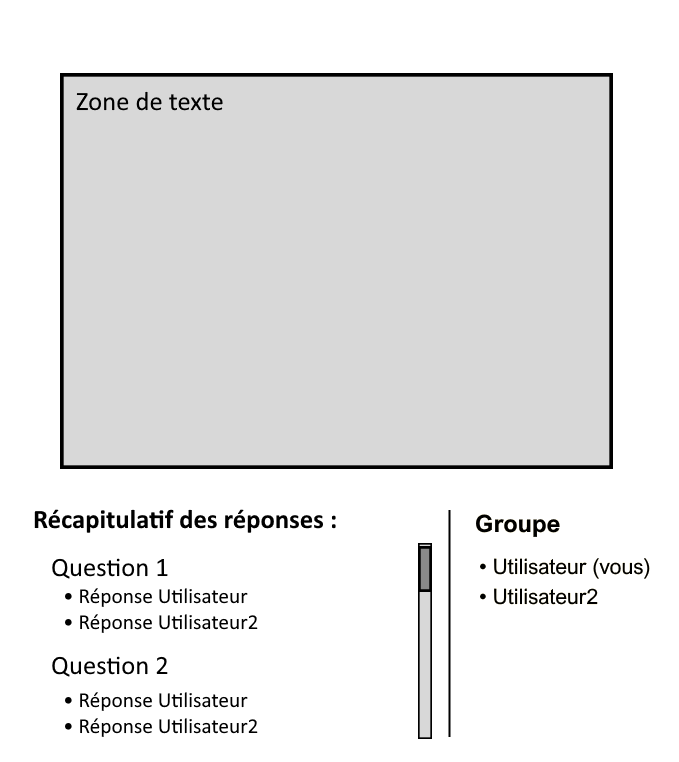 Zone de texte
Récapitulatif des réponses :
Question 1
• Réponse Utilisateur
• Réponse Utilisateur2
Question 2
• Réponse Utilisateur
• Réponse Utilisateur2
Groupe
• Utilisateur (vous)
• Utilisateur2